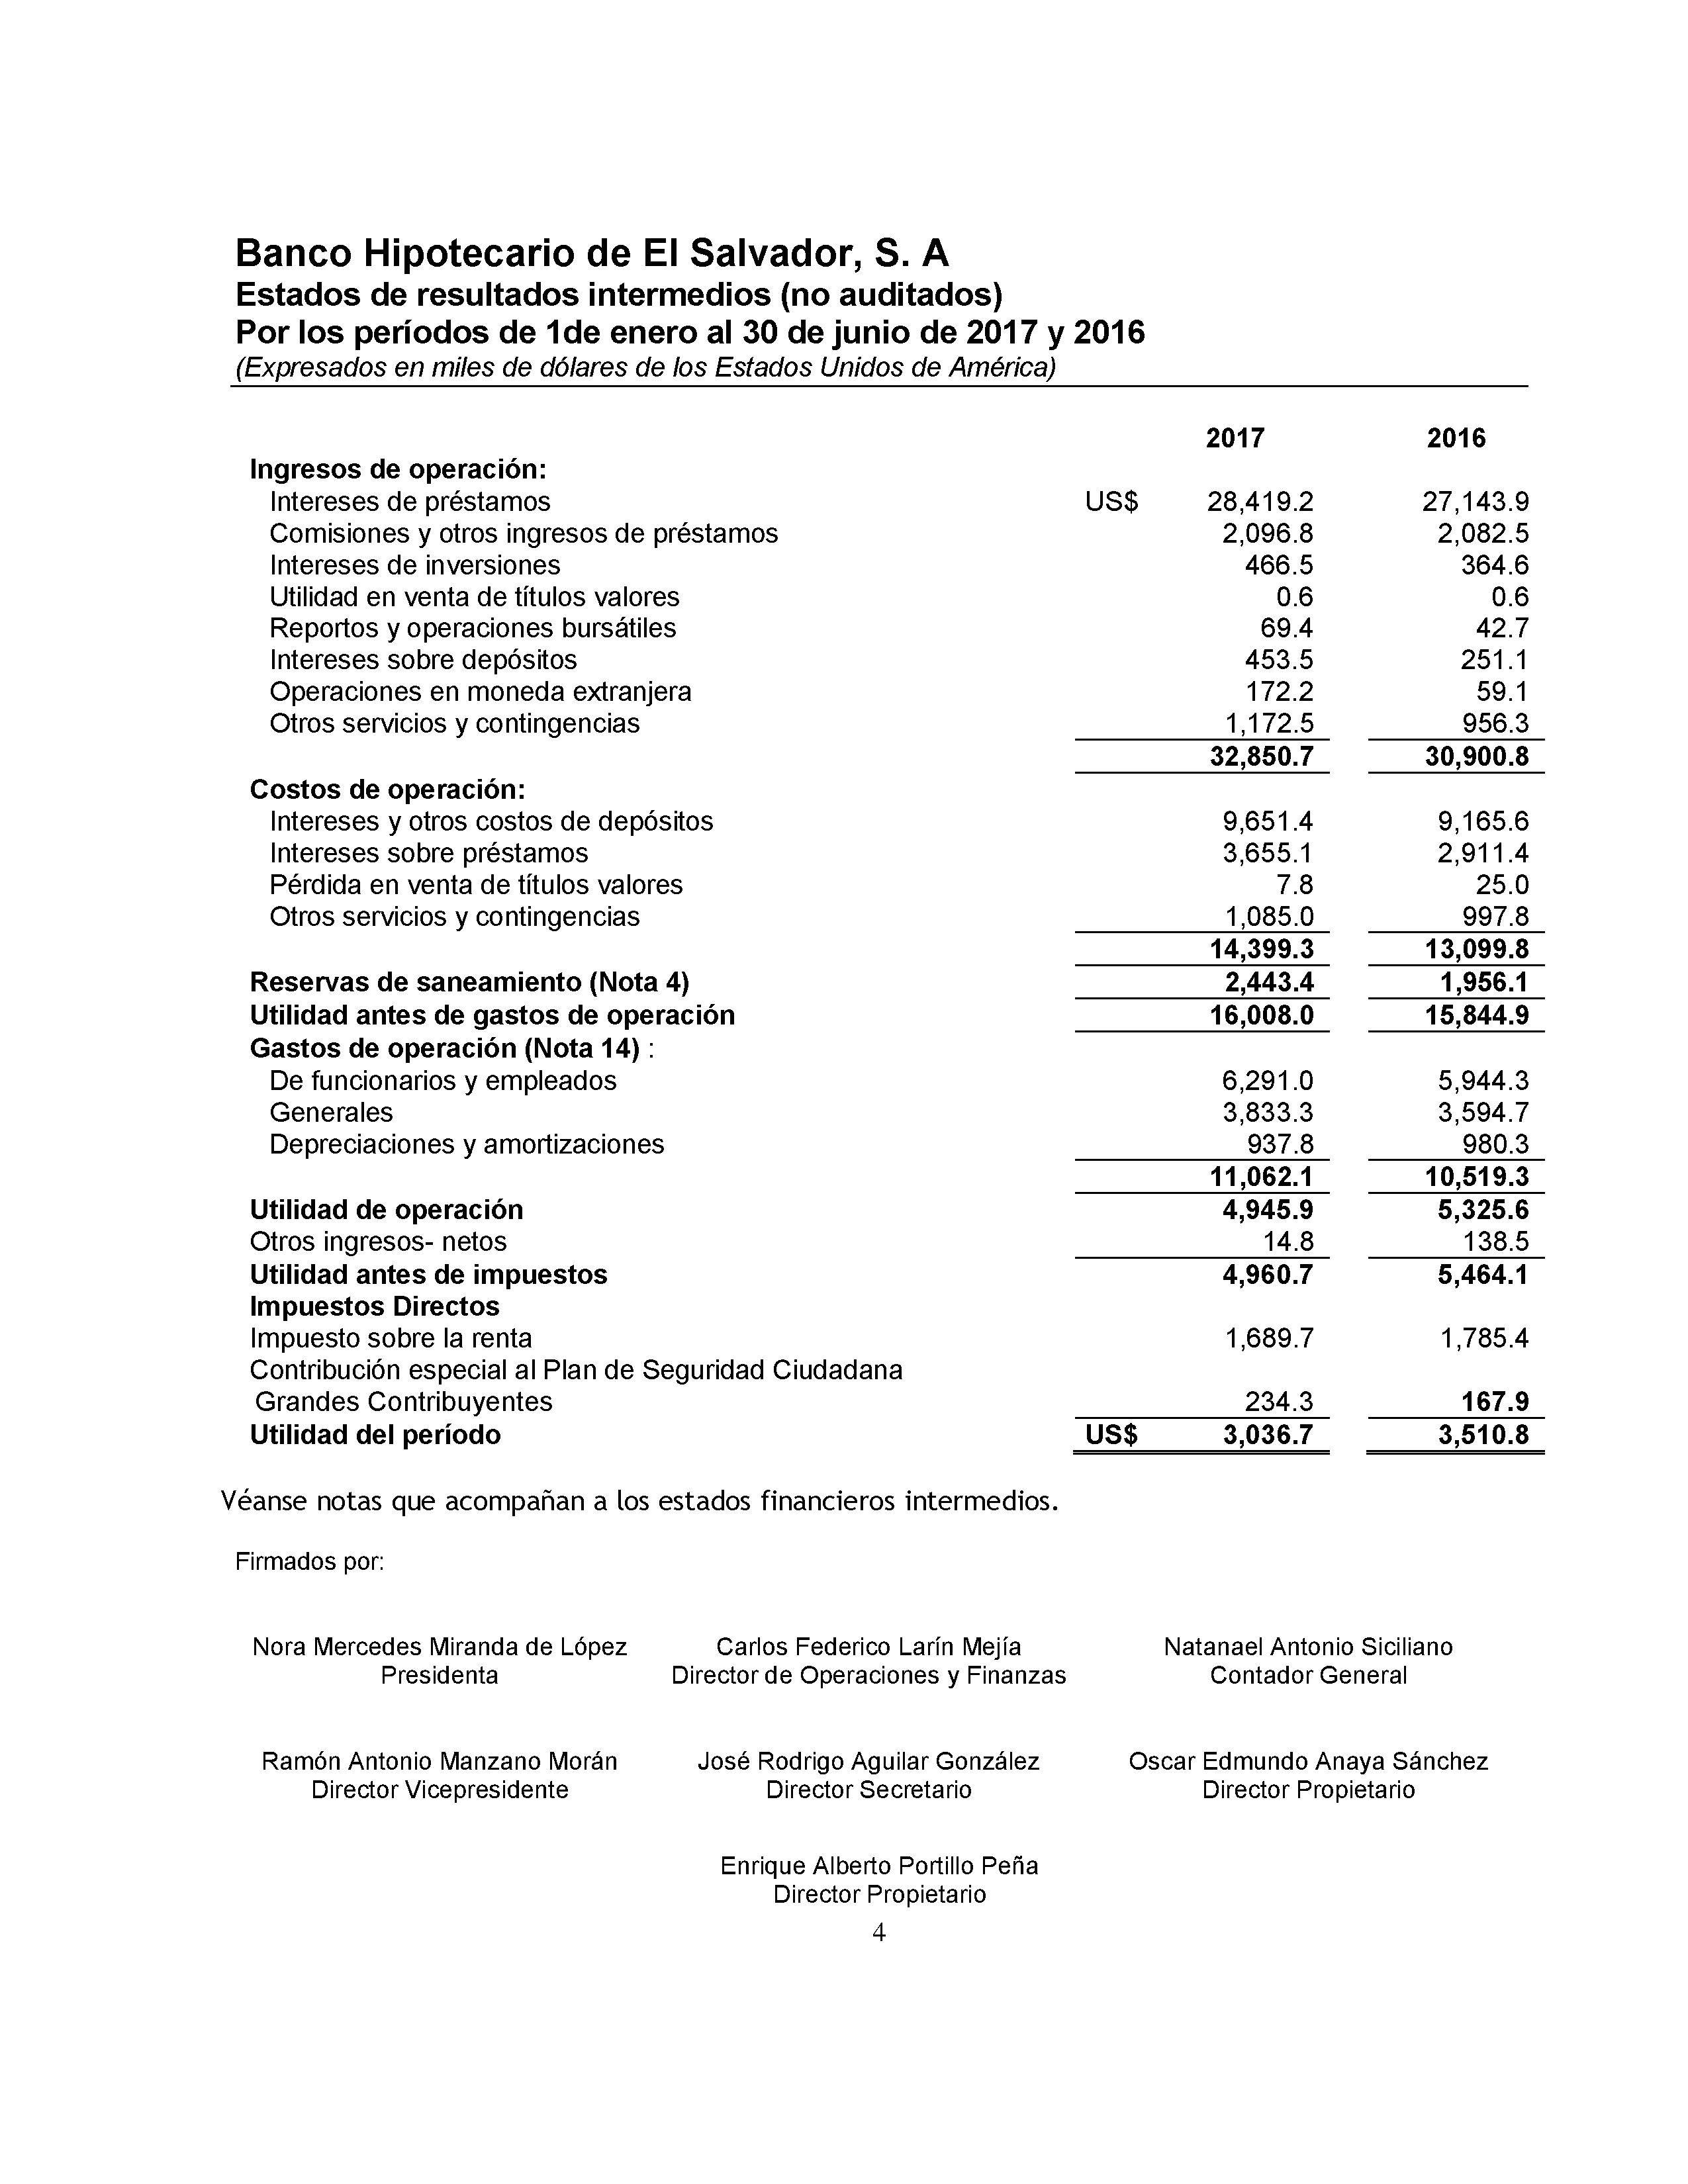 Banco Hipotecario de El Salvador, S. A
Estados de resultados intermedios (no auditados)
Por los períodos de 1de enero al 30 de junio de 2017 y 2016
(Expresados en miles de dólares de los Estados Unidos de América)
2017 2016
Ingresos de operación:
Intereses de préstamos US$ 28,419.2 27,143.9
Comisiones y otros ingresos de préstamos 2,096.8 2,082.5
Intereses de inversiones 466.5 364.6
Utilidad en venta de títulos valores 0.6 0.6
Reportos y operaciones bursátiles 69.4 42.7
Intereses sobre depósitos 453.5 251.1
Operaciones en moneda extranjera 172.2 59.1
Otros servicios y contingencias 1,172.5 956.3
32,850.7 30,900.8
Costos de operación:
Intereses y otros costos de depósitos 9,651.4 9,165.6
Intereses sobre préstamos 3,655.1 2,911.4
Pérdida en venta de títulos valores 7.8 25.0
Otros servicios y contingencias 1,085.0 997.8
14,399.3 13,099.8
Reservas de saneamiento (Nota 4) 2,443.4 1,956.1
Utilidad antes de gastos de operación 16,008.0 15,844.9
Gastos de operación (Nota 14) :
De funcionarios y empleados 6,291.0 5,944.3
Generales 3,833.3 3,594.7
Depreciaciones y amortizaciones 937.8 980.3
11,062.1 10,519.3
Utilidad de operación 4,945.9 5,325.6
Otros ingresos- netos 14.8 138.5
Utilidad antes de impuestos 4,960.7 5,464.1
Impuestos Directos
Impuesto sobre la renta 1,689.7 1,785.4
Contribución especial al Plan de Seguridad Ciudadana
Grandes Contribuyentes 234.3 167.9
Utilidad del período US$ 3,036.7 3,510.8
Véanse notas que acompañan a los estados financieros intermedios.
Firmados por:
Nora Mercedes Miranda de López Carlos Federico Larín Mejía Natanael Antonio Siciliano
Presidenta Director de Operaciones y Finanzas Contador General
Ramón Antonio Manzano Morán José Rodrigo Aguilar González Oscar Edmundo Anaya Sánchez
Director Vicepresidente Director Secretario Director Propietario
Enrique Alberto Portillo Peña
Director Propietario
4